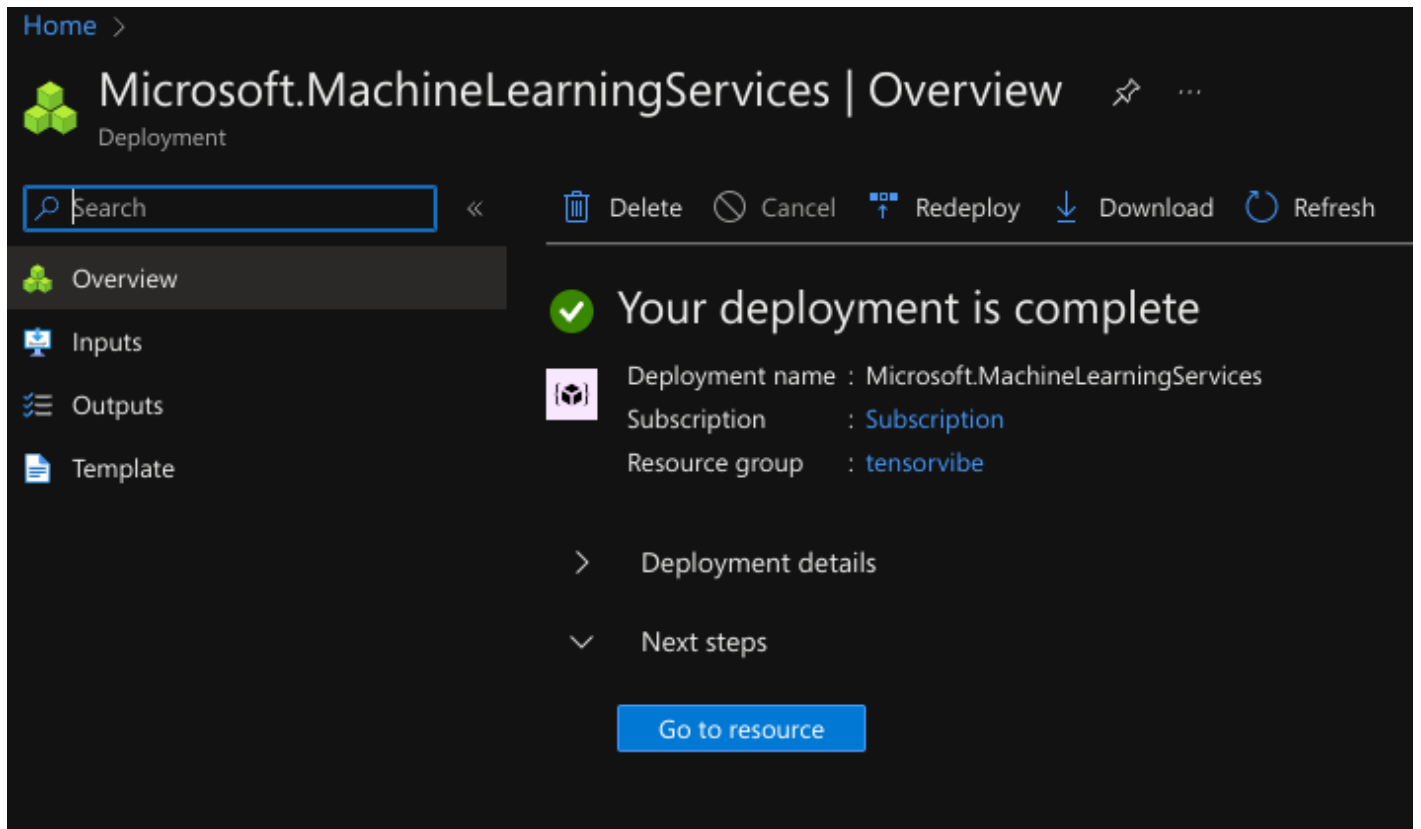 Home >
Microsoft.MachineLearningServices | Overview ...
Deployment
Search «
Delete Cancel Redeploy Download Refresh
Overview
Inputs
Outputs
Template
Your deployment is complete
Deployment name : Microsoft.MachineLearningServices
Subscription : Subscription
Resource group : tensorvibe
Deployment details
Next steps
Go to resource